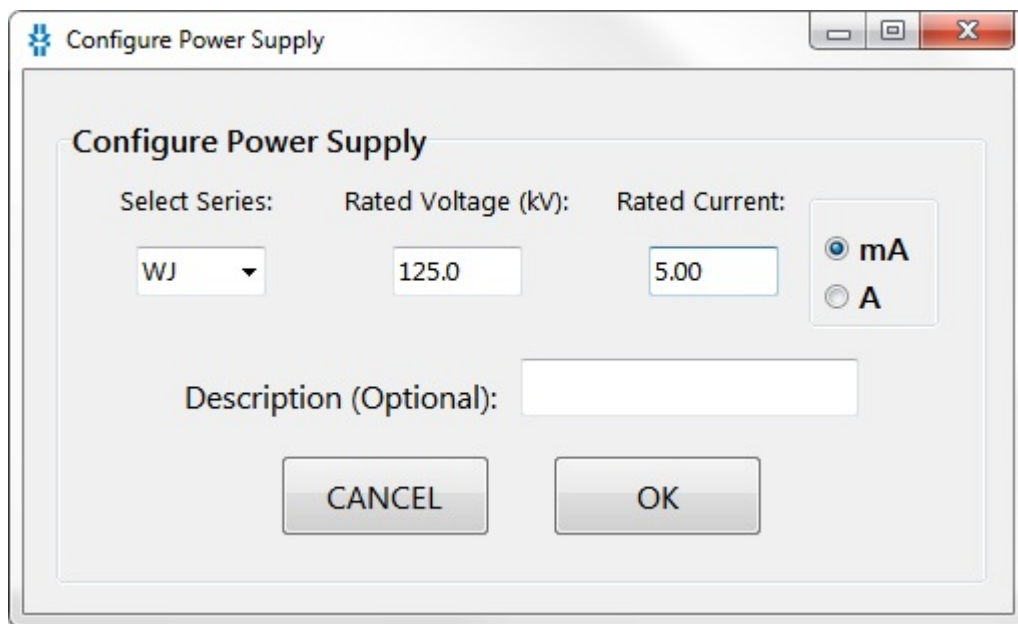 Configure Power Supply
Configure Power Supply
Select Series: Rated Voltage (kV): Rated Current:
WJ 125.0 5.00
mA
A
Description (Optional):
CANCEL OK